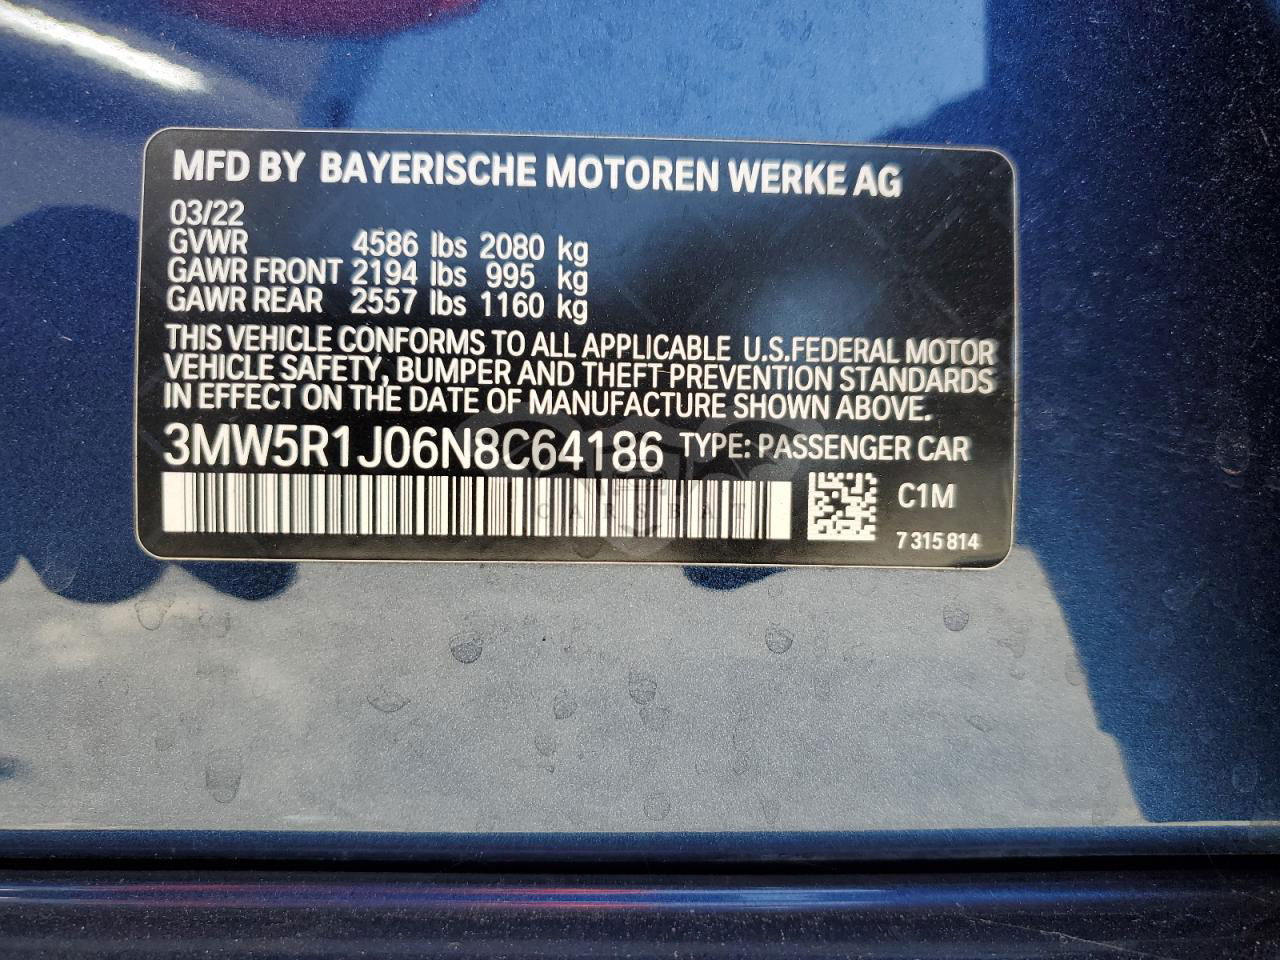 MFD BY BAYERISCHE MOTOREN WERKE AG
03/22
GVWR 4586 lbs 2080 kg
GAWR FRONT 2194 lbs 995 kg
GAWR REAR 2557 lbs 1160 kg
THIS VEHICLE CONFORMS TO ALL APPLICABLE U.S.FEDERAL MOTOR
VEHICLE SAFETY, BUMPER AND THEFT PREVENTION STANDARDS
IN EFFECT ON THE DATE OF MANUFACTURE SHOWN ABOVE.
3MW5R1J06N8C64186 TYPE: PASSENGER CAR
CARSBAT
C1M
7 315 814